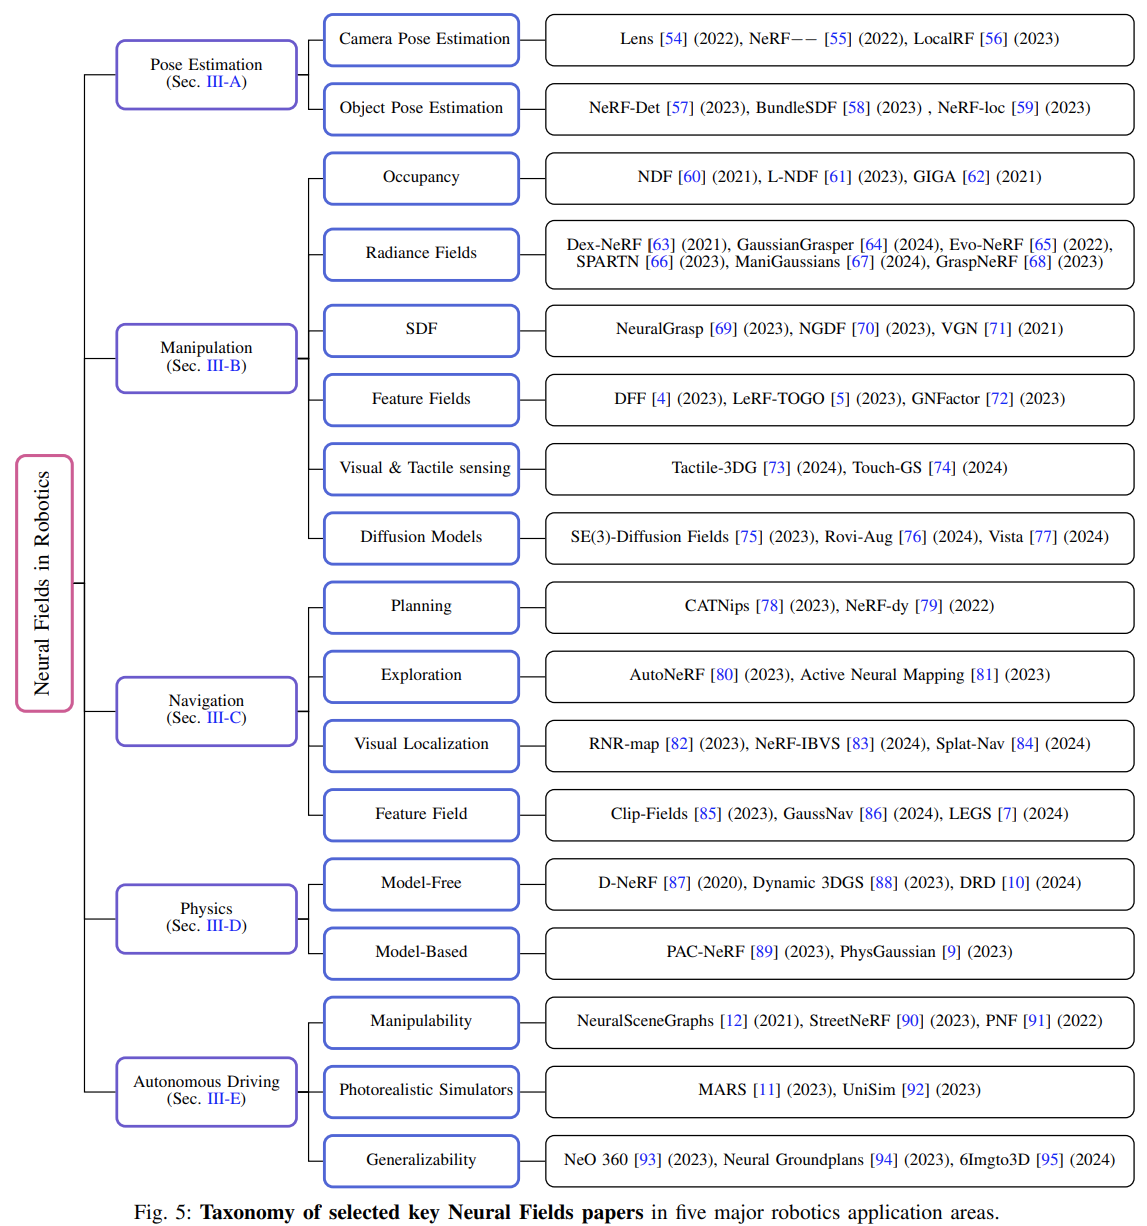 Neural Fields in Robotics
Pose Estimation
(Sec. III-A)
Camera Pose Estimation
Lens [54] (2022), NeRF−− [55] (2022), LocalRF [56] (2023)
Object Pose Estimation
NeRF-Det [57] (2023), BundleSDF [58] (2023) , NeRF-loc [59] (2023)
Manipulation
(Sec. III-B)
Occupancy
NDF [60] (2021), L-NDF [61] (2023), GIGA [62] (2021)
Radiance Fields
Dex-NeRF [63] (2021), GaussianGrasper [64] (2024), Evo-NeRF [65] (2022),
SPARTN [66] (2023), ManiGaussians [67] (2024), GraspNeRF [68] (2023)
SDF
NeuralGrasp [69] (2023), NGDF [70] (2023), VGN [71] (2021)
Feature Fields
DFF [4] (2023), LeRF-TOGO [5] (2023), GNFactor [72] (2023)
Visual & Tactile sensing
Tactile-3DG [73] (2024), Touch-GS [74] (2024)
Diffusion Models
SE(3)-Diffusion Fields [75] (2023), Rovi-Aug [76] (2024), Vista [77] (2024)
Navigation
(Sec. III-C)
Planning
CATNips [78] (2023), NeRF-dy [79] (2022)
Exploration
AutoNeRF [80] (2023), Active Neural Mapping [81] (2023)
Visual Localization
RNR-map [82] (2023), NeRF-IBVS [83] (2024), Splat-Nav [84] (2024)
Feature Field
Clip-Fields [85] (2023), GaussNav [86] (2024), LEGS [7] (2024)
Physics
(Sec. III-D)
Model-Free
D-NeRF [87] (2020), Dynamic 3DGS [88] (2023), DRD [10] (2024)
Model-Based
PAC-NeRF [89] (2023), PhysGaussian [9] (2023)
Autonomous Driving
(Sec. III-E)
Manipulability
NeuralSceneGraphs [12] (2021), StreetNeRF [90] (2023), PNF [91] (2022)
Photorealistic Simulators
MARS [11] (2023), UniSim [92] (2023)
Generalizability
NeO 360 [93] (2023), Neural Groundplans [94] (2023), 6Imgto3D [95] (2024)
Fig. 5: Taxonomy of selected key Neural Fields papers in five major robotics application areas.